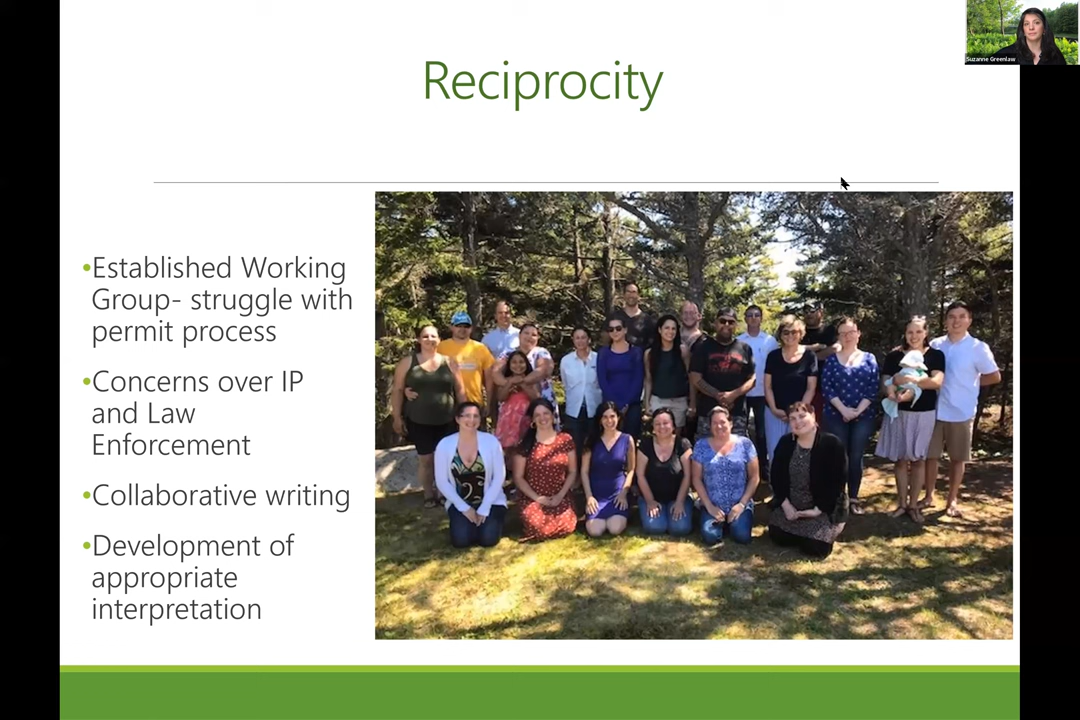 Suzanne Greenlaw
Reciprocity
•Established Working
Group- struggle with
permit process
•Concerns over IP
and Law
Enforcement
•Collaborative writing
•Development of
appropriate
interpretation